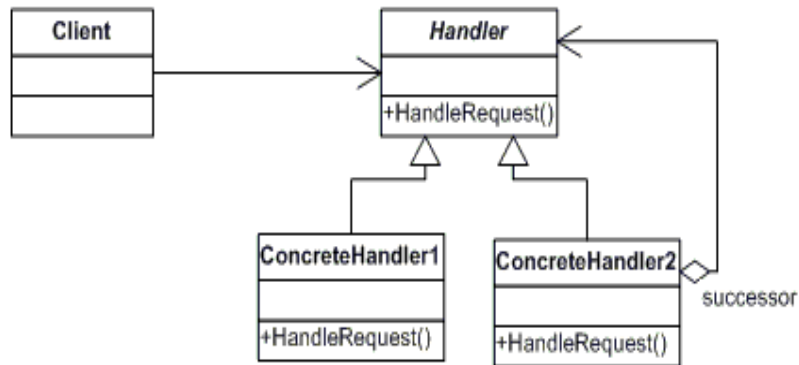 Client
Handler
+HandleRequest()
ConcreteHandler1
+HandleRequest()
ConcreteHandler2
+HandleRequest()
successor